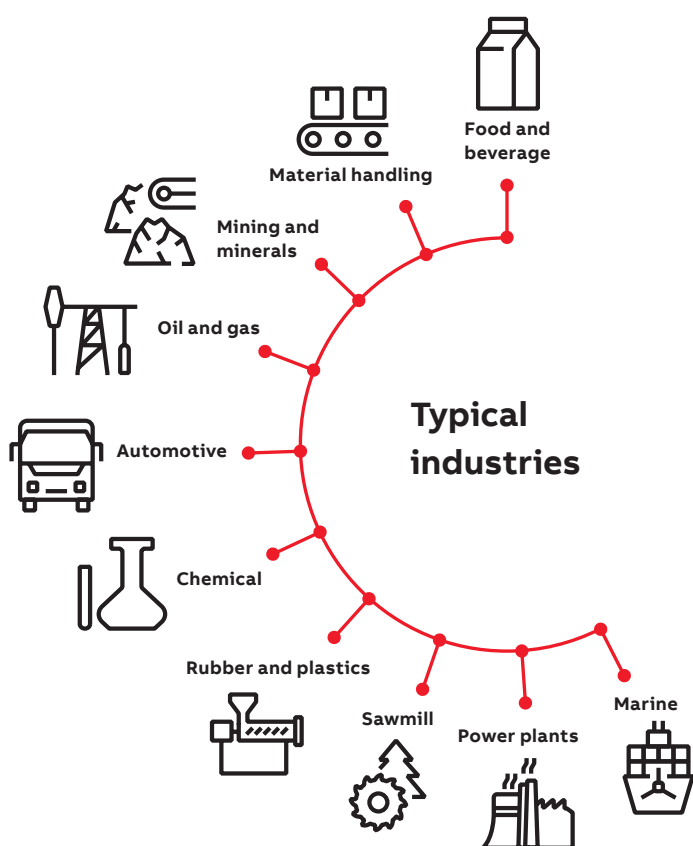 Food and
beverage
Material handling
Mining and
minerals
Oil and gas
Typical
industries
Automotive
Chemical
Rubber and plastics
Sawmill
Power plants
Marine